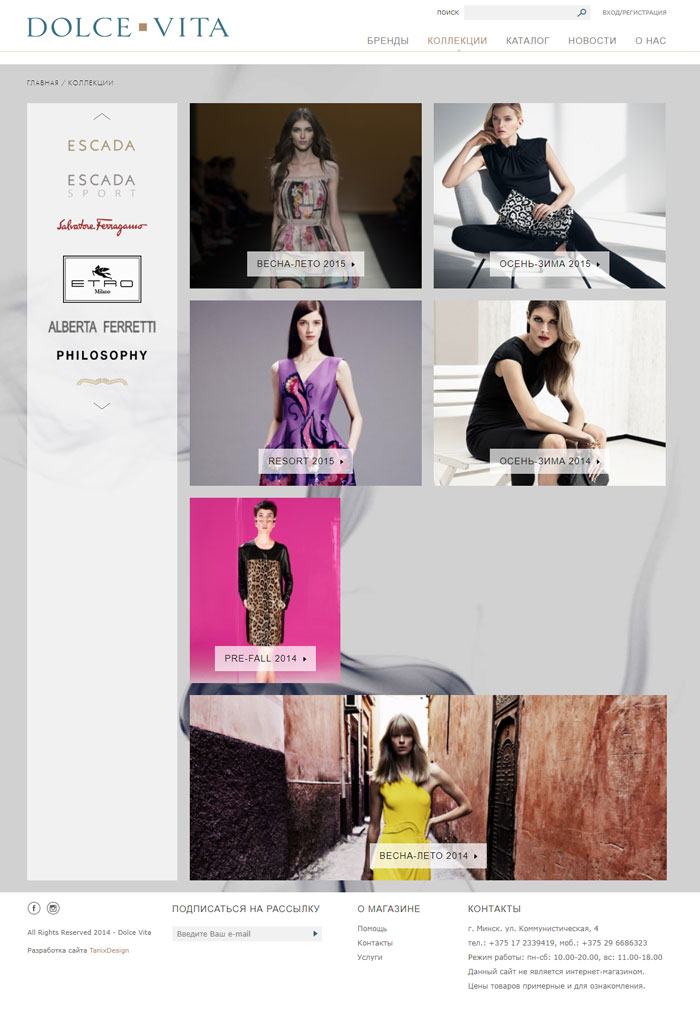 DOLCE VITA
ПОИСК
ВХОД/РЕГИСТРАЦИЯ
БРЕНДЫ КОЛЛЕКЦИИ КАТАЛОГ НОВОСТИ О НАС
ГЛАВНАЯ / КОЛЛЕКЦИИ
ESCADA
ESCADA
SPORT
Salvatore Ferragamo
ETRO
Milano
ALBERTA FERRETTI
PHILOSOPHY
ВЕСНА-ЛЕТО 2015
ОСЕНЬ-ЗИМА 2015
RESORT 2015
ОСЕНЬ-ЗИМА 2014
PRE-FALL 2014
ВЕСНА-ЛЕТО 2014
All Rights Reserved 2014 - Dolce Vita
Разработка сайта TanixDesign
ПОДПИСАТЬСЯ НА РАССЫЛКУ
Введите Ваш e-mail
О МАГАЗИНЕ
Помощь
Контакты
Услуги
КОНТАКТЫ
г. Минск. ул. Коммунистическая, 4
тел.: +375 17 2339419, моб.: +375 29 6686323
Режим работы: пн-сб: 10.00-20.00, вс: 11.00-18.00
Данный сайт не является интернет-магазином.
Цены товаров примерные и для ознакомления.